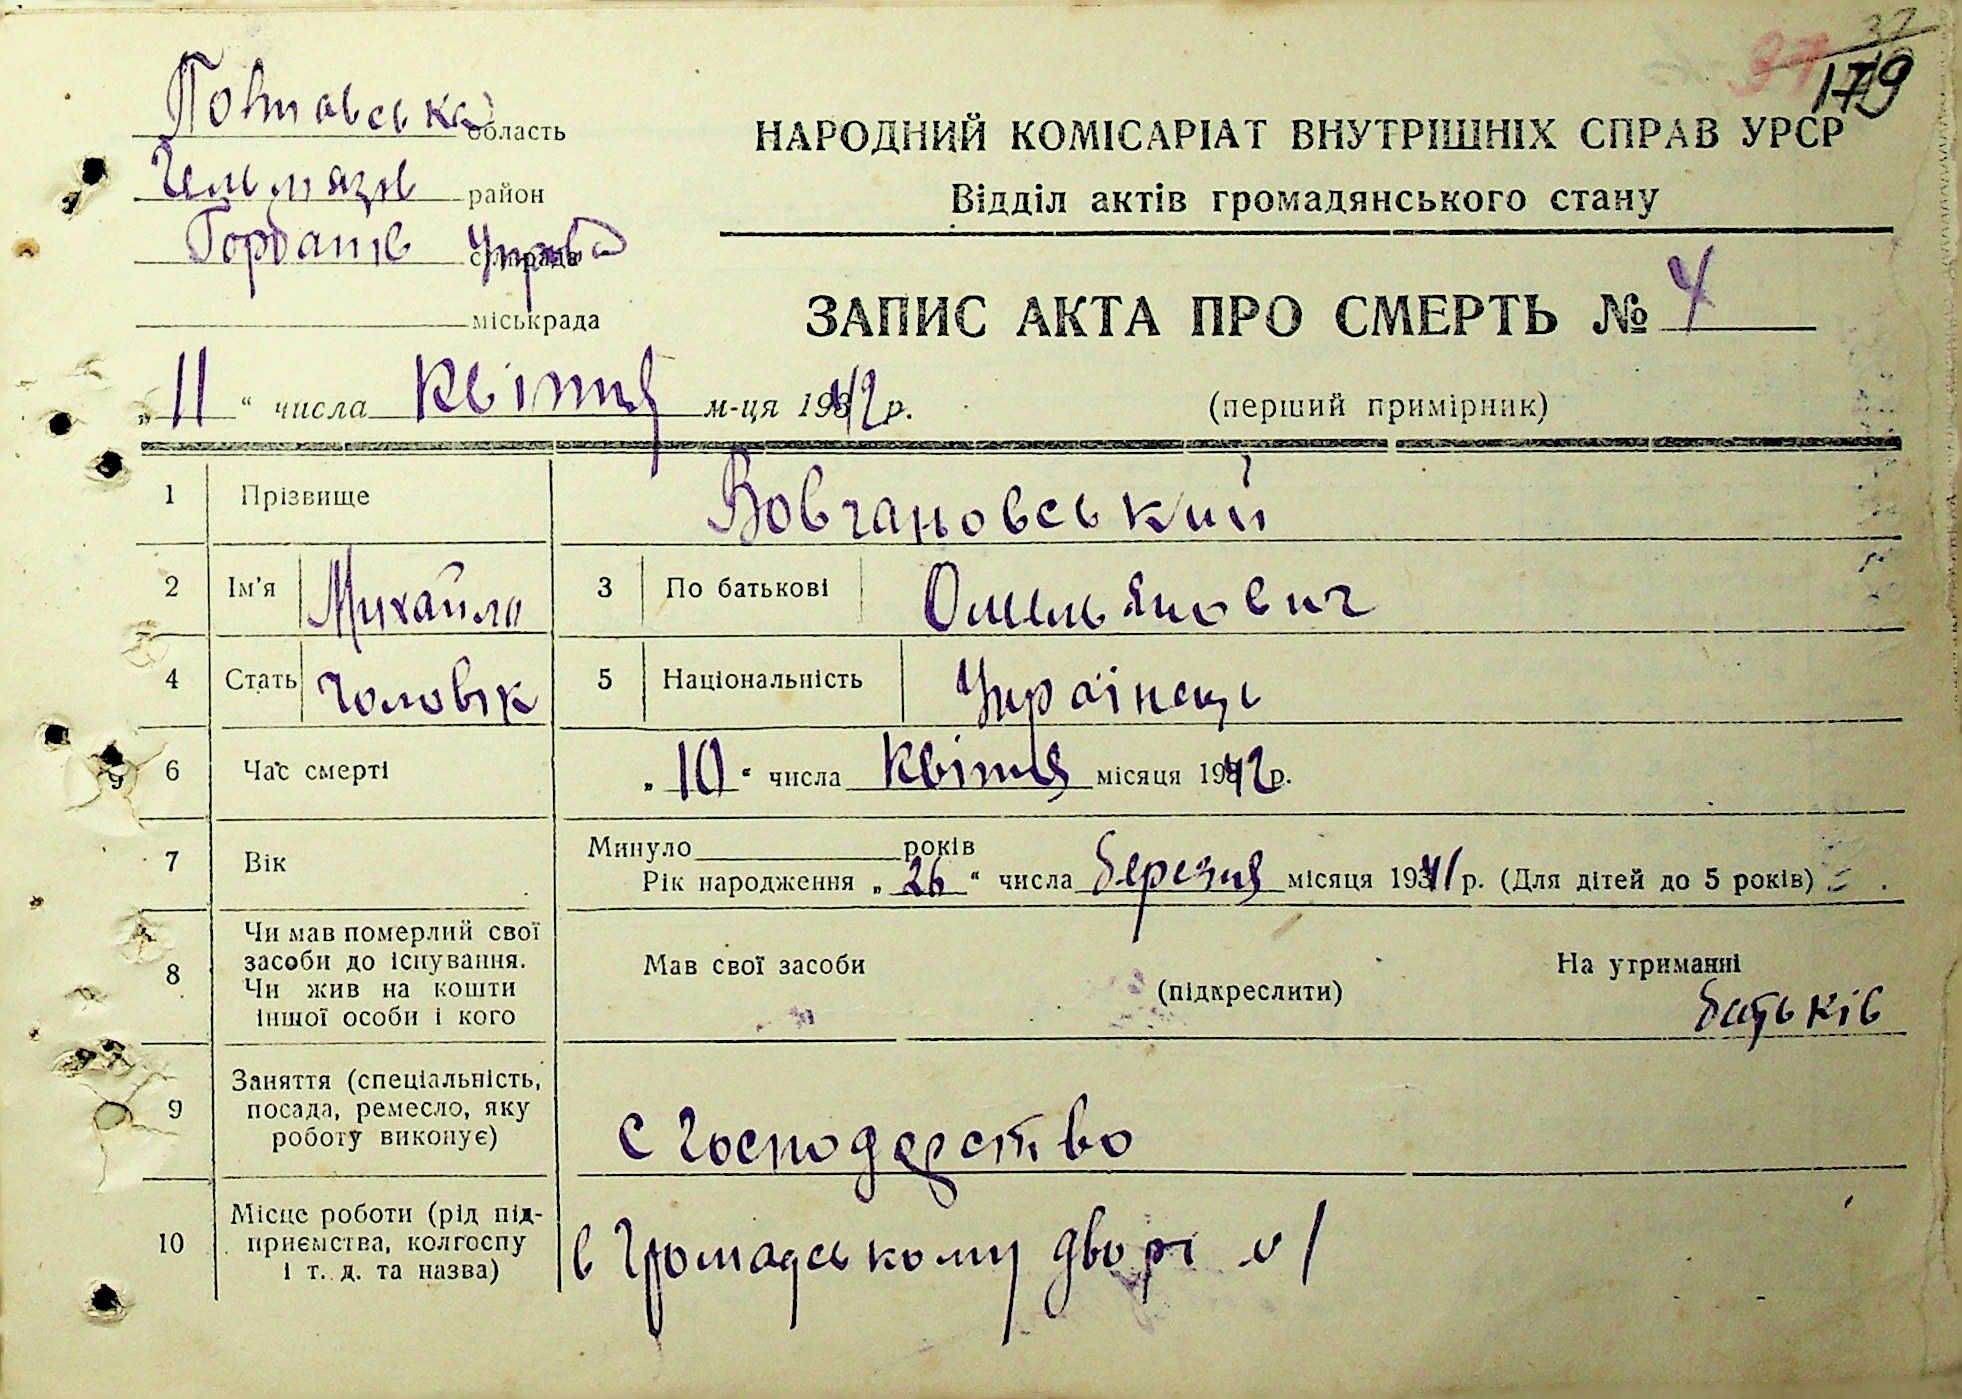 37
37
179
Полтавська область
Гельмязів район
Горбанів Управа сільрада
міськрада
НАРОДНИЙ КОМІСАРІАТ ВНУТРІШНІХ СПРАВ УРСР
Відділ актів громадянського стану
ЗАПИС АКТА ПРО СМЕРТЬ № 4
„ 11 “ числа квітня м-ця 1942 р.
(перший примірник)
1 Прізвище Вовчановський
2 Ім'я Михайло 3 По батькові Омельянович
4 Стать Чоловік 5 Національність Українець
6 Час смерті „ 10 “ числа Квітня місяця 1942 р.
7 Вік Минуло років
Рік народження „ 26 “ числа березня місяця 1941 р. (Для дітей до 5 років)
8 Чи мав померлий свої засоби до існування. Чи жив на кошти іншої особи і кого
Мав свої засоби (підкреслити) На утриманні батьків
9 Заняття (спеціальність, посада, ремесло, яку роботу виконує)
с господарство
10 Місце роботи (рід підприємства, колгоспу і т. д. та назва)
в Громадському дворі № 1